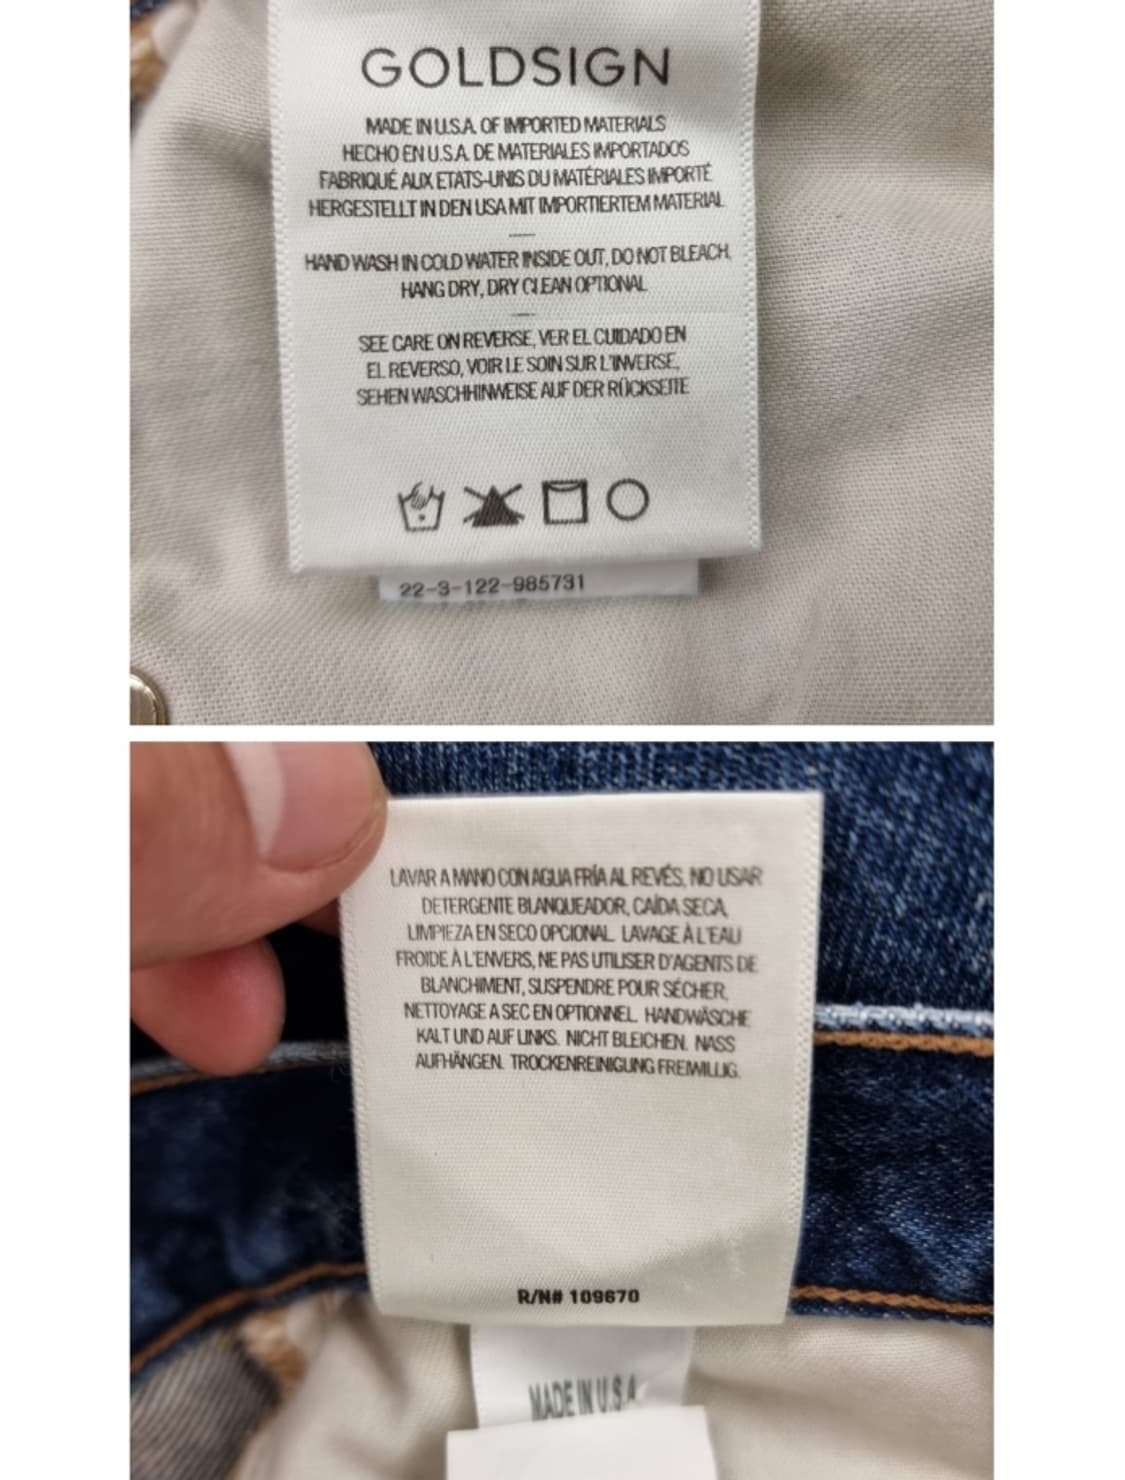 GOLDSIGN
MADE IN U.S.A. OF IMPORTED MATERIALS
HECHO EN U.S.A. DE MATERIALES IMPORTADOS
FABRIQUÉ AUX ETATS-UNIS DU MATÉRIALES IMPORTÉ
HERGESTELLT IN DEN USA MIT IMPORTIERTEM MATERIAL
HAND WASH IN COLD WATER INSIDE OUT, DO NOT BLEACH,
HANG DRY, DRY CLEAN OPTIONAL
SEE CARE ON REVERSE, VER EL CUIDADO EN
EL REVERSO, VOIR LE SOIN SUR L'INVERSE,
SEHEN WASCHHINWEISE AUF DER RÜCKSEITE
22-3-122-985731
LAVAR A MANO CON AGUA FRÍA AL REVÉS, NO USAR
DETERGENTE BLANQUEADOR, CAÍDA SECA,
LIMPIEZA EN SECO OPCIONAL. LAVAGE À L'EAU
FROIDE À L'ENVERS, NE PAS UTILISER D'AGENTS DE
BLANCHIMENT, SUSPENDRE POUR SÉCHER,
NETTOYAGE A SEC EN OPTIONNEL. HANDWÄSCHE
KALT UND AUF LINKS. NICHT BLEICHEN. NASS
AUFHÄNGEN. TROCKENREINIGUNG FREIWILLIG.
R/N# 109670
MADE IN U.S.A.